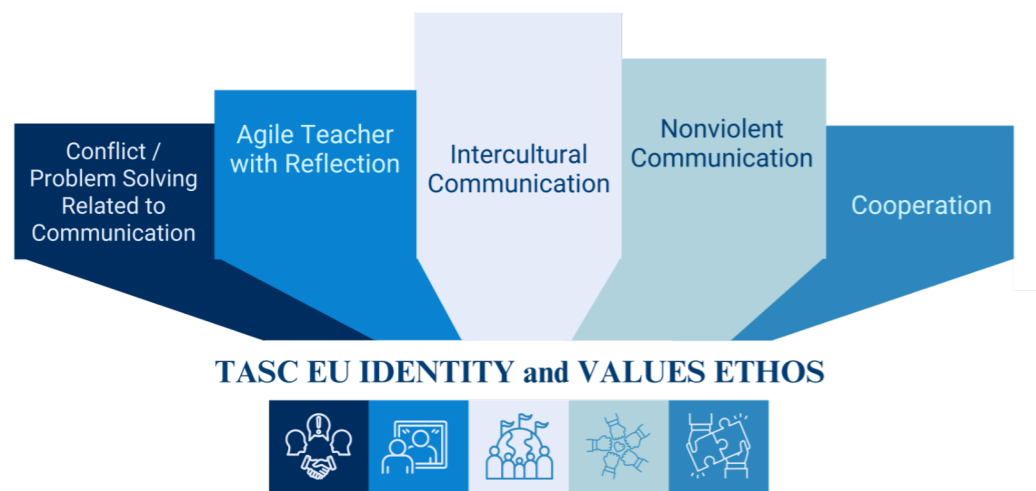 Conflict /
Problem Solving
Related to
Communication
Agile Teacher
with Reflection
Intercultural
Communication
Nonviolent
Communication
Cooperation
TASC EU IDENTITY and VALUES ETHOS